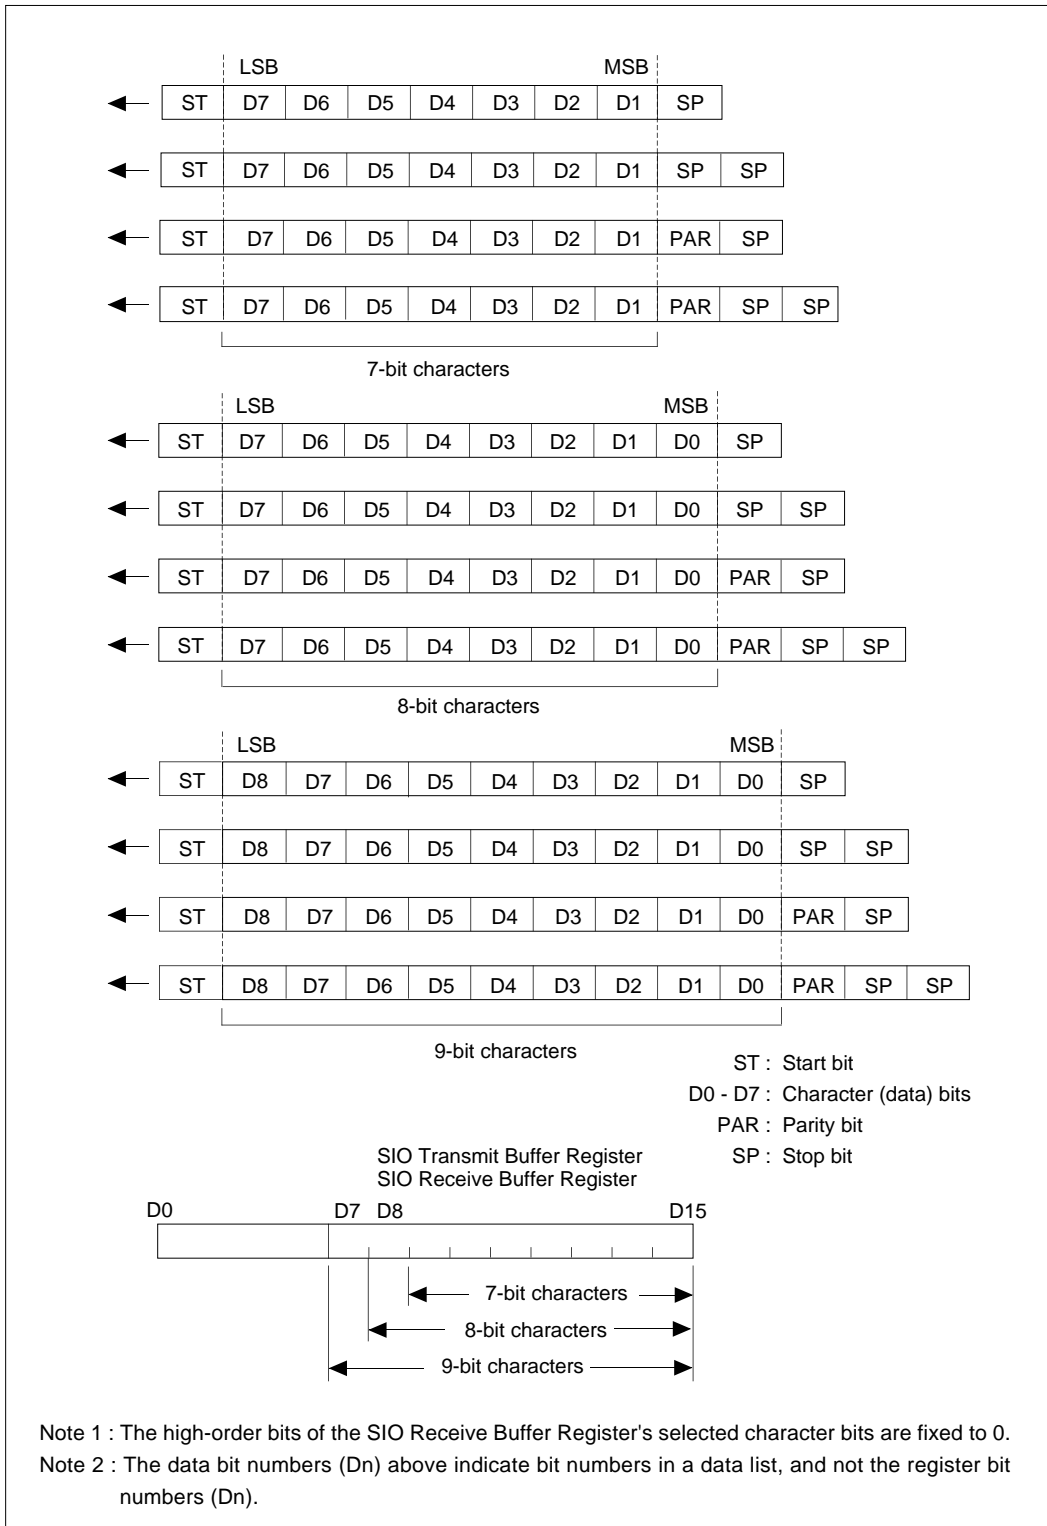 LSB MSB
ST D7 D6 D5 D4 D3 D2 D1 SP
ST D7 D6 D5 D4 D3 D2 D1 SP SP
ST D7 D6 D5 D4 D3 D2 D1 PAR SP
ST D7 D6 D5 D4 D3 D2 D1 PAR SP SP
7-bit characters
LSB MSB
ST D7 D6 D5 D4 D3 D2 D1 D0 SP
ST D7 D6 D5 D4 D3 D2 D1 D0 SP SP
ST D7 D6 D5 D4 D3 D2 D1 D0 PAR SP
ST D7 D6 D5 D4 D3 D2 D1 D0 PAR SP SP
8-bit characters
LSB MSB
ST D8 D7 D6 D5 D4 D3 D2 D1 D0 SP
ST D8 D7 D6 D5 D4 D3 D2 D1 D0 SP SP
ST D8 D7 D6 D5 D4 D3 D2 D1 D0 PAR SP
ST D8 D7 D6 D5 D4 D3 D2 D1 D0 PAR SP SP
9-bit characters
ST : Start bit
D0 - D7 : Character (data) bits
PAR : Parity bit
SP : Stop bit
SIO Transmit Buffer Register
SIO Receive Buffer Register
D0 D7 D8 D15
7-bit characters
8-bit characters
9-bit characters
Note 1 : The high-order bits of the SIO Receive Buffer Register's selected character bits are fixed to 0.
Note 2 : The data bit numbers (Dn) above indicate bit numbers in a data list, and not the register bit
numbers (Dn).